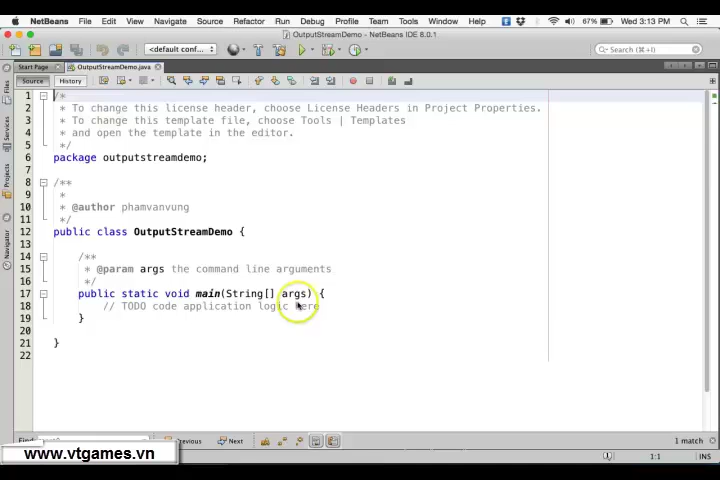 NetBeans File Edit View Navigate Source Refactor Run Debug Profile Team Tools Window Help 67% Wed 3:13 PM
OutputStreamDemo - NetBeans IDE 8.0.1
<default conf... Search (⌘+I)
Start Page OutputStreamDemo.java
Source History
1 /*
2 * To change this license header, choose License Headers in Project Properties.
3 * To change this template file, choose Tools | Templates
4 * and open the template in the editor.
5 */
6 package outputstreamdemo;
7
8 /**
9 *
10 * @author phamvanvung
11 */
12 public class OutputStreamDemo {
13
14 /**
15 * @param args the command line arguments
16 */
17 public static void main(String[] args) {
18 // TODO code application logic here
19 }
20
21 }
22
Files
Services
Projects
Navigator
Find Previous Next 1 match
www.vtgames.vn
1:1 INS